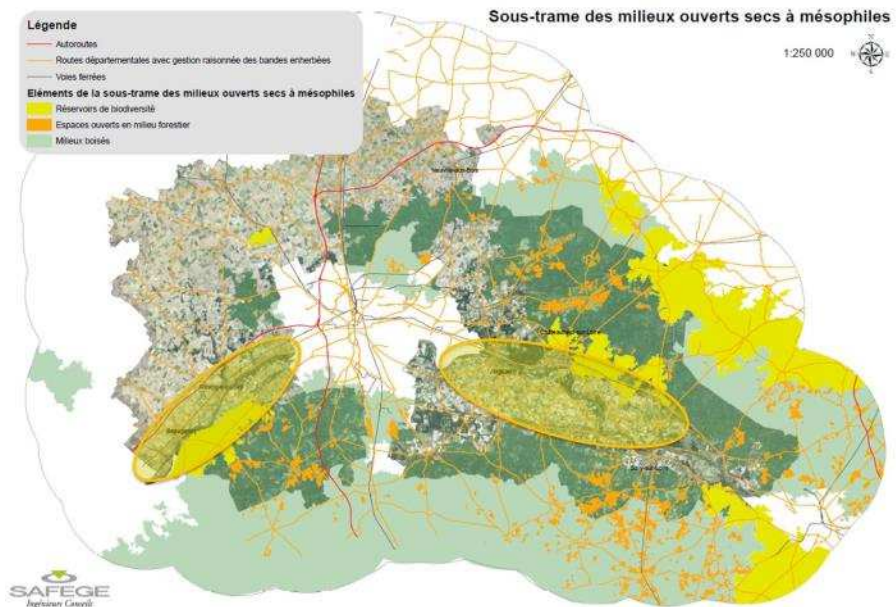 Sous-trame des milieux ouverts secs à mésophiles
1:250 000
Légende
Autoroutes
Routes départementales avec gestion raisonnée des bandes enherbées
Voies ferrées
Eléments de la sous-trame des milieux ouverts secs à mésophiles
Réservoirs de biodiversité
Espaces ouverts en milieu forestier
Milieux boisés
SAFEGE
Ingénieurs Conseils